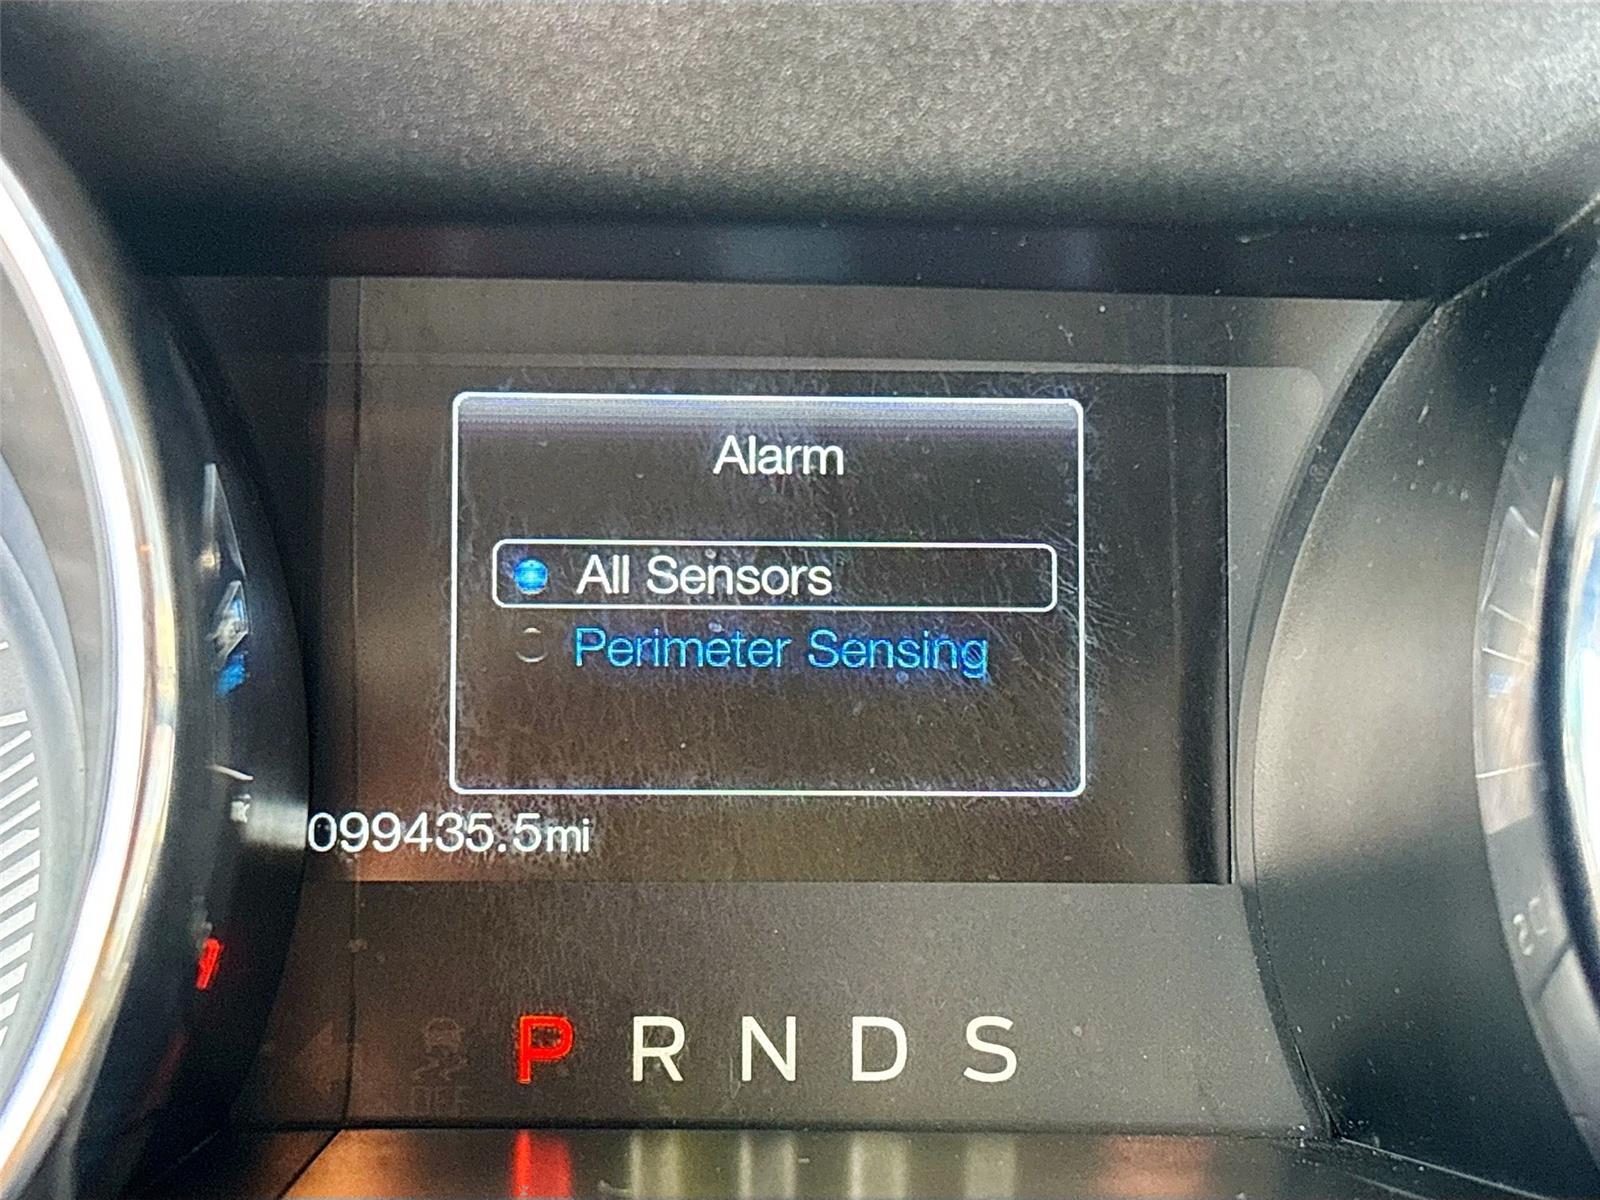 Alarm
All Sensors
Perimeter Sensing
099435.5mi
P R N D S